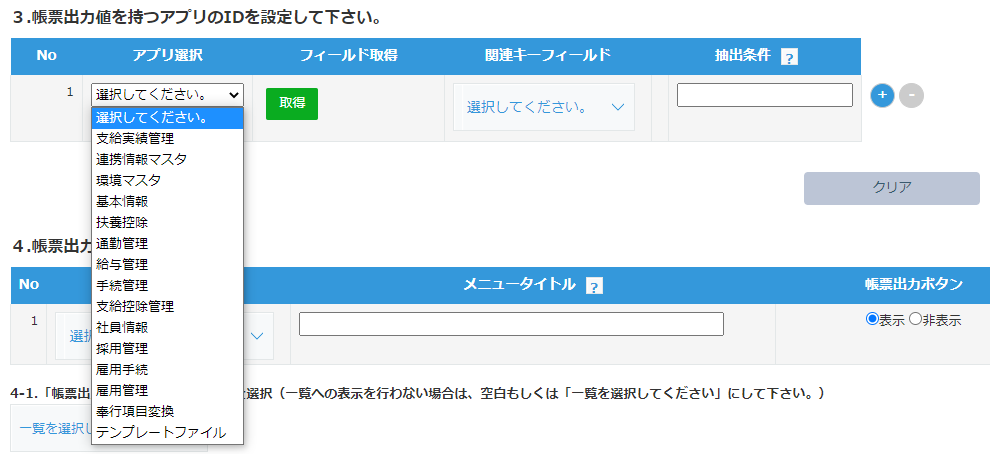 ３.帳票出力値を持つアプリのIDを設定して下さい。
No アプリ選択 フィールド取得 関連キーフィールド 抽出条件 ?
1 選択してください。 取得 選択してください。 + -
選択してください。
支給実績管理
連携情報マスタ
環境マスタ
基本情報
扶養控除
通勤管理
給与管理
手続管理
支給控除管理
社員情報
採用管理
雇用手続
雇用管理
奉行項目変換
テンプレートファイル
クリア
４.帳票出力
No メニュータイトル ? 帳票出力ボタン
1 選択 表示 非表示
4-1.「帳票出 を選択（一覧への表示を行わない場合は、空白もしくは「一覧を選択してください」にして下さい。）
一覧を選択し